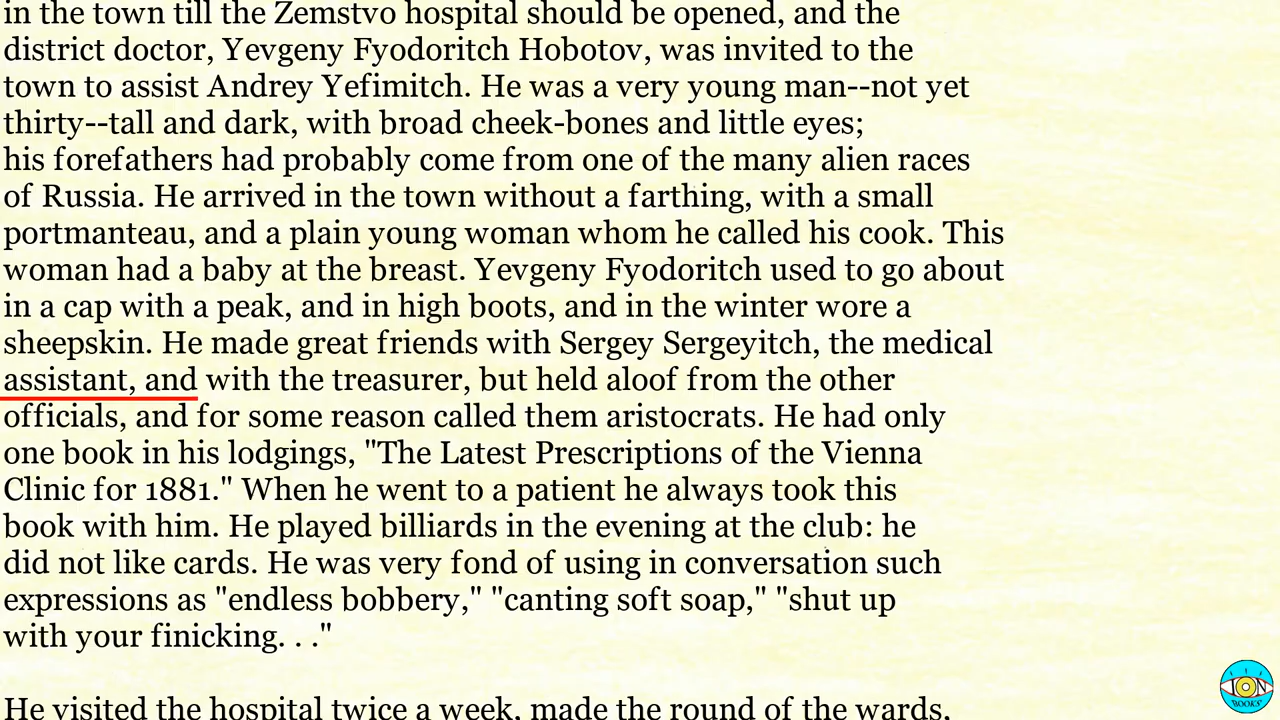 in the town till the Zemstvo hospital should be opened, and the
district doctor, Yevgeny Fyodoritch Hobotov, was invited to the
town to assist Andrey Yefimitch. He was a very young man--not yet
thirty--tall and dark, with broad cheek-bones and little eyes;
his forefathers had probably come from one of the many alien races
of Russia. He arrived in the town without a farthing, with a small
portmanteau, and a plain young woman whom he called his cook. This
woman had a baby at the breast. Yevgeny Fyodoritch used to go about
in a cap with a peak, and in high boots, and in the winter wore a
sheepskin. He made great friends with Sergey Sergeyitch, the medical
assistant, and with the treasurer, but held aloof from the other
officials, and for some reason called them aristocrats. He had only
one book in his lodgings, "The Latest Prescriptions of the Vienna
Clinic for 1881." When he went to a patient he always took this
book with him. He played billiards in the evening at the club: he
did not like cards. He was very fond of using in conversation such
expressions as "endless bobbery," "canting soft soap," "shut up
with your finicking. . ."
He visited the hospital twice a week, made the round of the wards,
ION
BOOKS